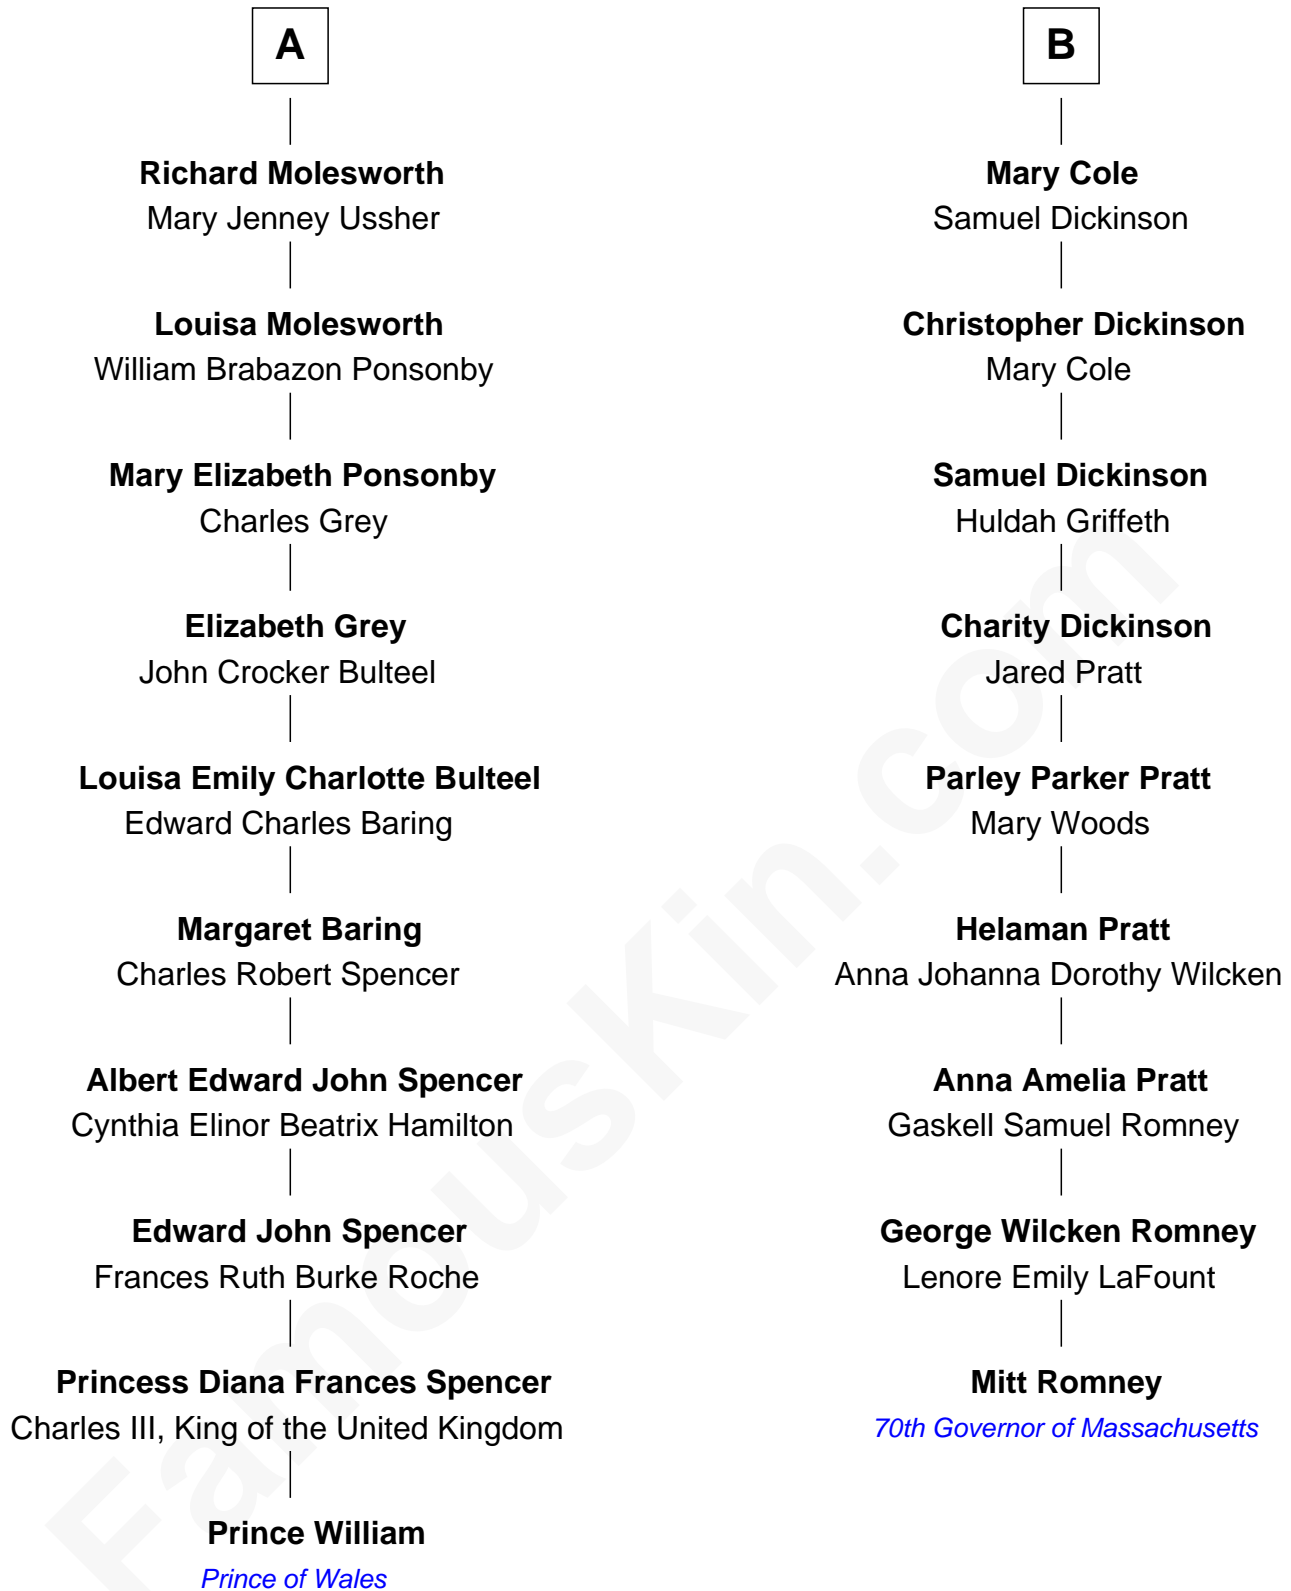 A
Richard Molesworth
Mary Jenney Ussher
Louisa Molesworth
William Brabazon Ponsonby
Mary Elizabeth Ponsonby
Charles Grey
Elizabeth Grey
John Crocker Bulteel
Louisa Emily Charlotte Bulteel
Edward Charles Baring
Margaret Baring
Charles Robert Spencer
Albert Edward John Spencer
Cynthia Elinor Beatrix Hamilton
Edward John Spencer
Frances Ruth Burke Roche
Princess Diana Frances Spencer
Charles III, King of the United Kingdom
Prince William
Prince of Wales
B
Mary Cole
Samuel Dickinson
Christopher Dickinson
Mary Cole
Samuel Dickinson
Huldah Griffeth
Charity Dickinson
Jared Pratt
Parley Parker Pratt
Mary Woods
Helaman Pratt
Anna Johanna Dorothy Wilcken
Anna Amelia Pratt
Gaskell Samuel Romney
George Wilcken Romney
Lenore Emily LaFount
Mitt Romney
70th Governor of Massachusetts
FamousKin.com